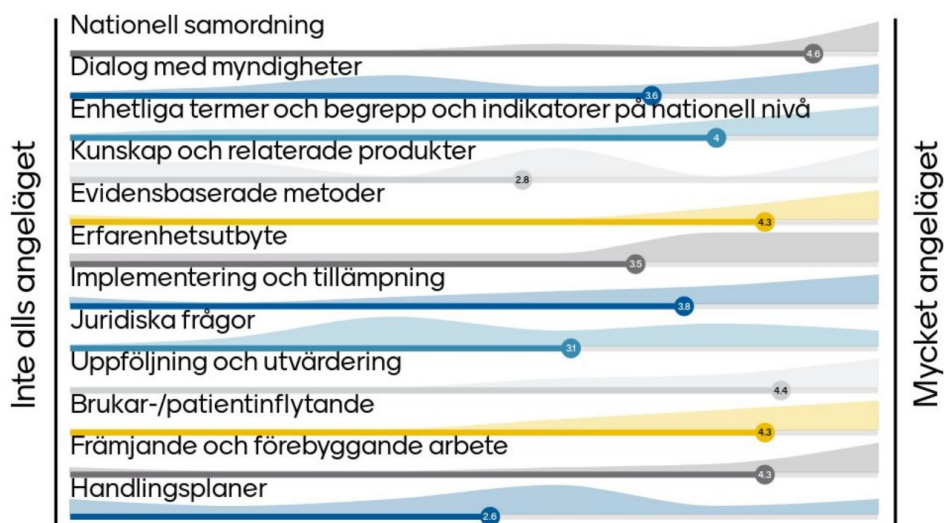 Nationell samordning
4.6
Dialog med myndigheter
3.6
Enhetliga termer och begrepp och indikatorer på nationell nivå
4
Kunskap och relaterade produkter
2.8
Evidensbaserade metoder
4.3
Erfarenhetsutbyte
3.5
Implementering och tillämpning
3.8
Juridiska frågor
3.1
Uppföljning och utvärdering
4.4
Brukar-/patientinflytande
4.3
Främjande och förebyggande arbete
4.3
Handlingsplaner
2.6
Inte alls angeläget
Mycket angeläget